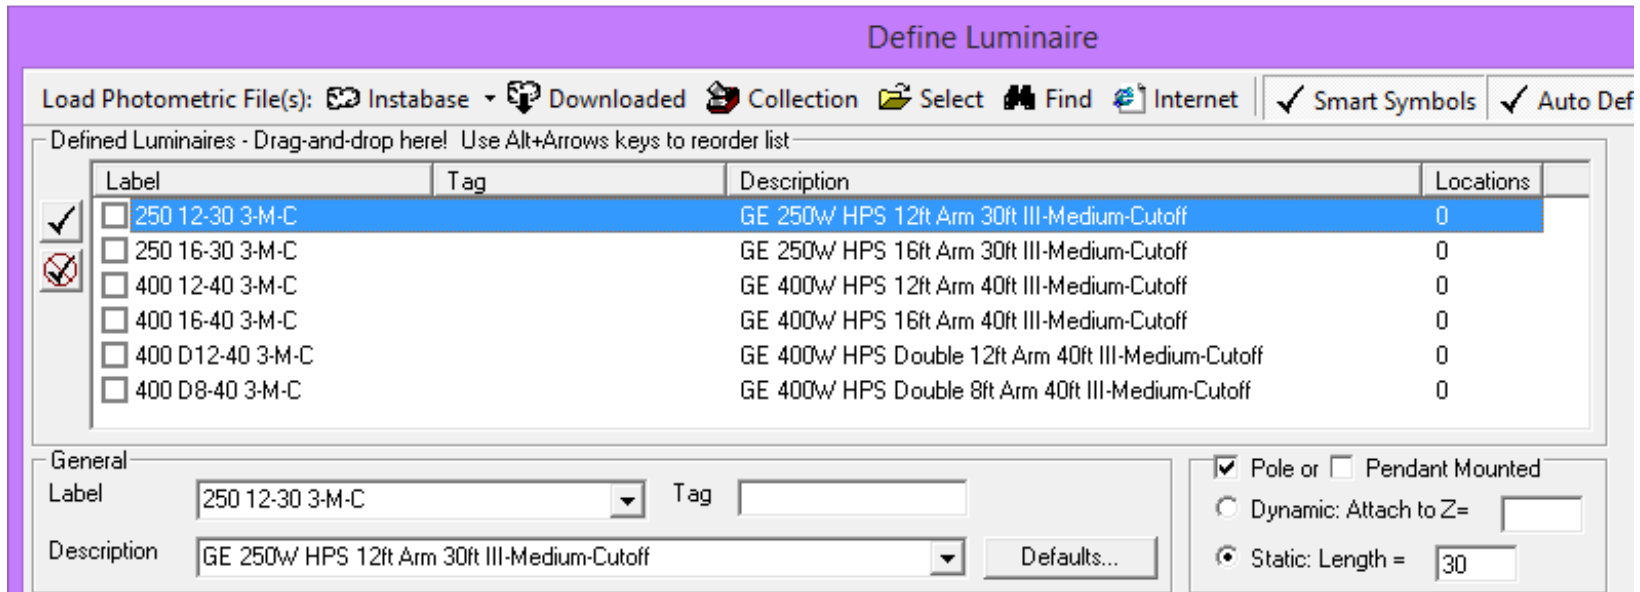 Define Luminaire
Load Photometric File(s): Instabase Downloaded Collection Select Find Internet Smart Symbols Auto Def
Defined Luminaires - Drag-and-drop here! Use Alt+Arrows keys to reorder list
Label Tag Description Locations
250 12-30 3-M-C GE 250W HPS 12ft Arm 30ft III-Medium-Cutoff 0
250 16-30 3-M-C GE 250W HPS 16ft Arm 30ft III-Medium-Cutoff 0
400 12-40 3-M-C GE 400W HPS 12ft Arm 40ft III-Medium-Cutoff 0
400 16-40 3-M-C GE 400W HPS 16ft Arm 40ft III-Medium-Cutoff 0
400 D12-40 3-M-C GE 400W HPS Double 12ft Arm 40ft III-Medium-Cutoff 0
400 D8-40 3-M-C GE 400W HPS Double 8ft Arm 40ft III-Medium-Cutoff 0
General Pole or Pendant Mounted
Label 250 12-30 3-M-C Tag Dynamic: Attach to Z=
Description GE 250W HPS 12ft Arm 30ft III-Medium-Cutoff Defaults... Static: Length = 30